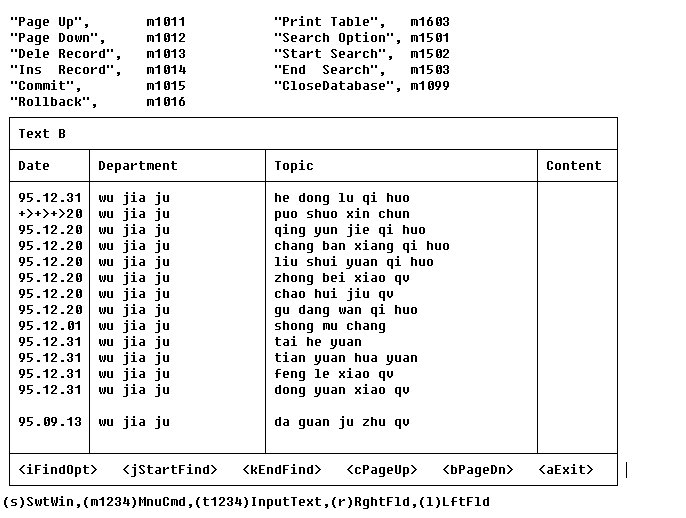 "Page Up",       m1011           "Print Table",   m1603
"Page Down",     m1012           "Search Option", m1501
"Dele Record",   m1013           "Start Search",  m1502
"Ins  Record",   m1014           "End  Search",   m1503
"Commit",        m1015           "CloseDatabase", m1099
"Rollback",      m1016
Text B
Date     Department            Topic                             Content
95.12.31 wu jia ju             he dong lu qi huo
+>+>+>20 wu jia ju             puo shuo xin chun
95.12.20 wu jia ju             qing yun jie qi huo
95.12.20 wu jia ju             chang ban xiang qi huo
95.12.20 wu jia ju             liu shui yuan qi huo
95.12.20 wu jia ju             zhong bei xiao qv
95.12.20 wu jia ju             chao hui jiu qv
95.12.20 wu jia ju             gu dang wan qi huo
95.12.01 wu jia ju             shong mu chang
95.12.31 wu jia ju             tai he yuan
95.12.31 wu jia ju             tian yuan hua yuan
95.12.31 wu jia ju             feng le xiao qv
95.12.31 wu jia ju             dong yuan xiao qv
95.09.13 wu jia ju             da guan ju zhu qv
<iFindOpt>   <jStartFind>   <kEndFind>   <cPageUp>   <bPageDn>   <aExit>
(s)SwtWin,(m1234)MnuCmd,(t1234)InputText,(r)RghtFld,(l)LftFld